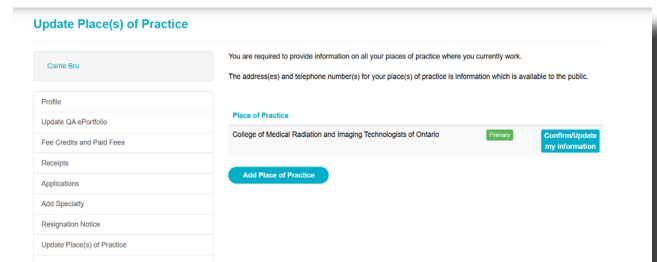 Update Place(s) of Practice
Carrie Bru
Profile
Update QA ePortfolio
Fee Credits and Paid Fees
Receipts
Applications
Add Specialty
Resignation Notice
Update Place(s) of Practice
You are required to provide information on all your places of practice where you currently work.
The address(es) and telephone number(s) for your place(s) of practice is information which is available to the public.
Place of Practice
College of Medical Radiation and Imaging Technologists of Ontario
Primary
Confirm/Update
my information
Add Place of Practice